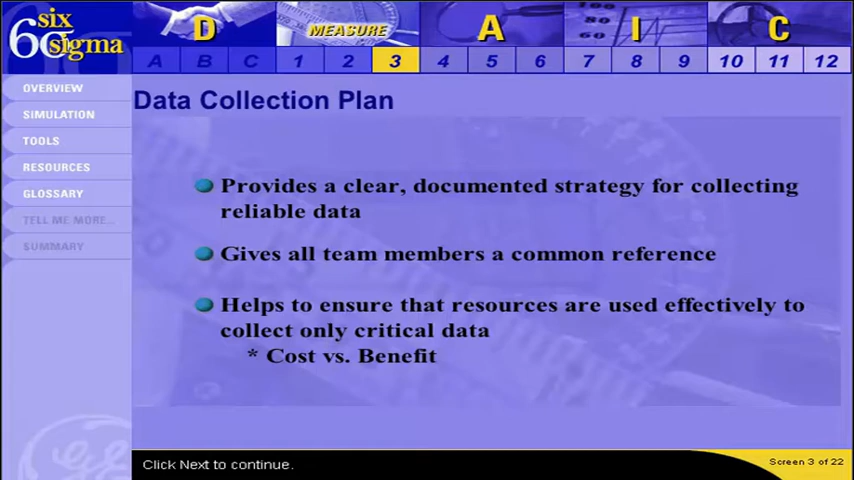 six
6σ sigma
D
MEASURE
A
I
C
100
80
60
A B C 1 2 3 4 5 6 7 8 9 10 11 12
OVERVIEW
SIMULATION
TOOLS
RESOURCES
GLOSSARY
TELL ME MORE..
SUMMARY
Data Collection Plan
Provides a clear, documented strategy for collecting
reliable data
Gives all team members a common reference
Helps to ensure that resources are used effectively to
collect only critical data
* Cost vs. Benefit
Click Next to continue.
Screen 3 of 22